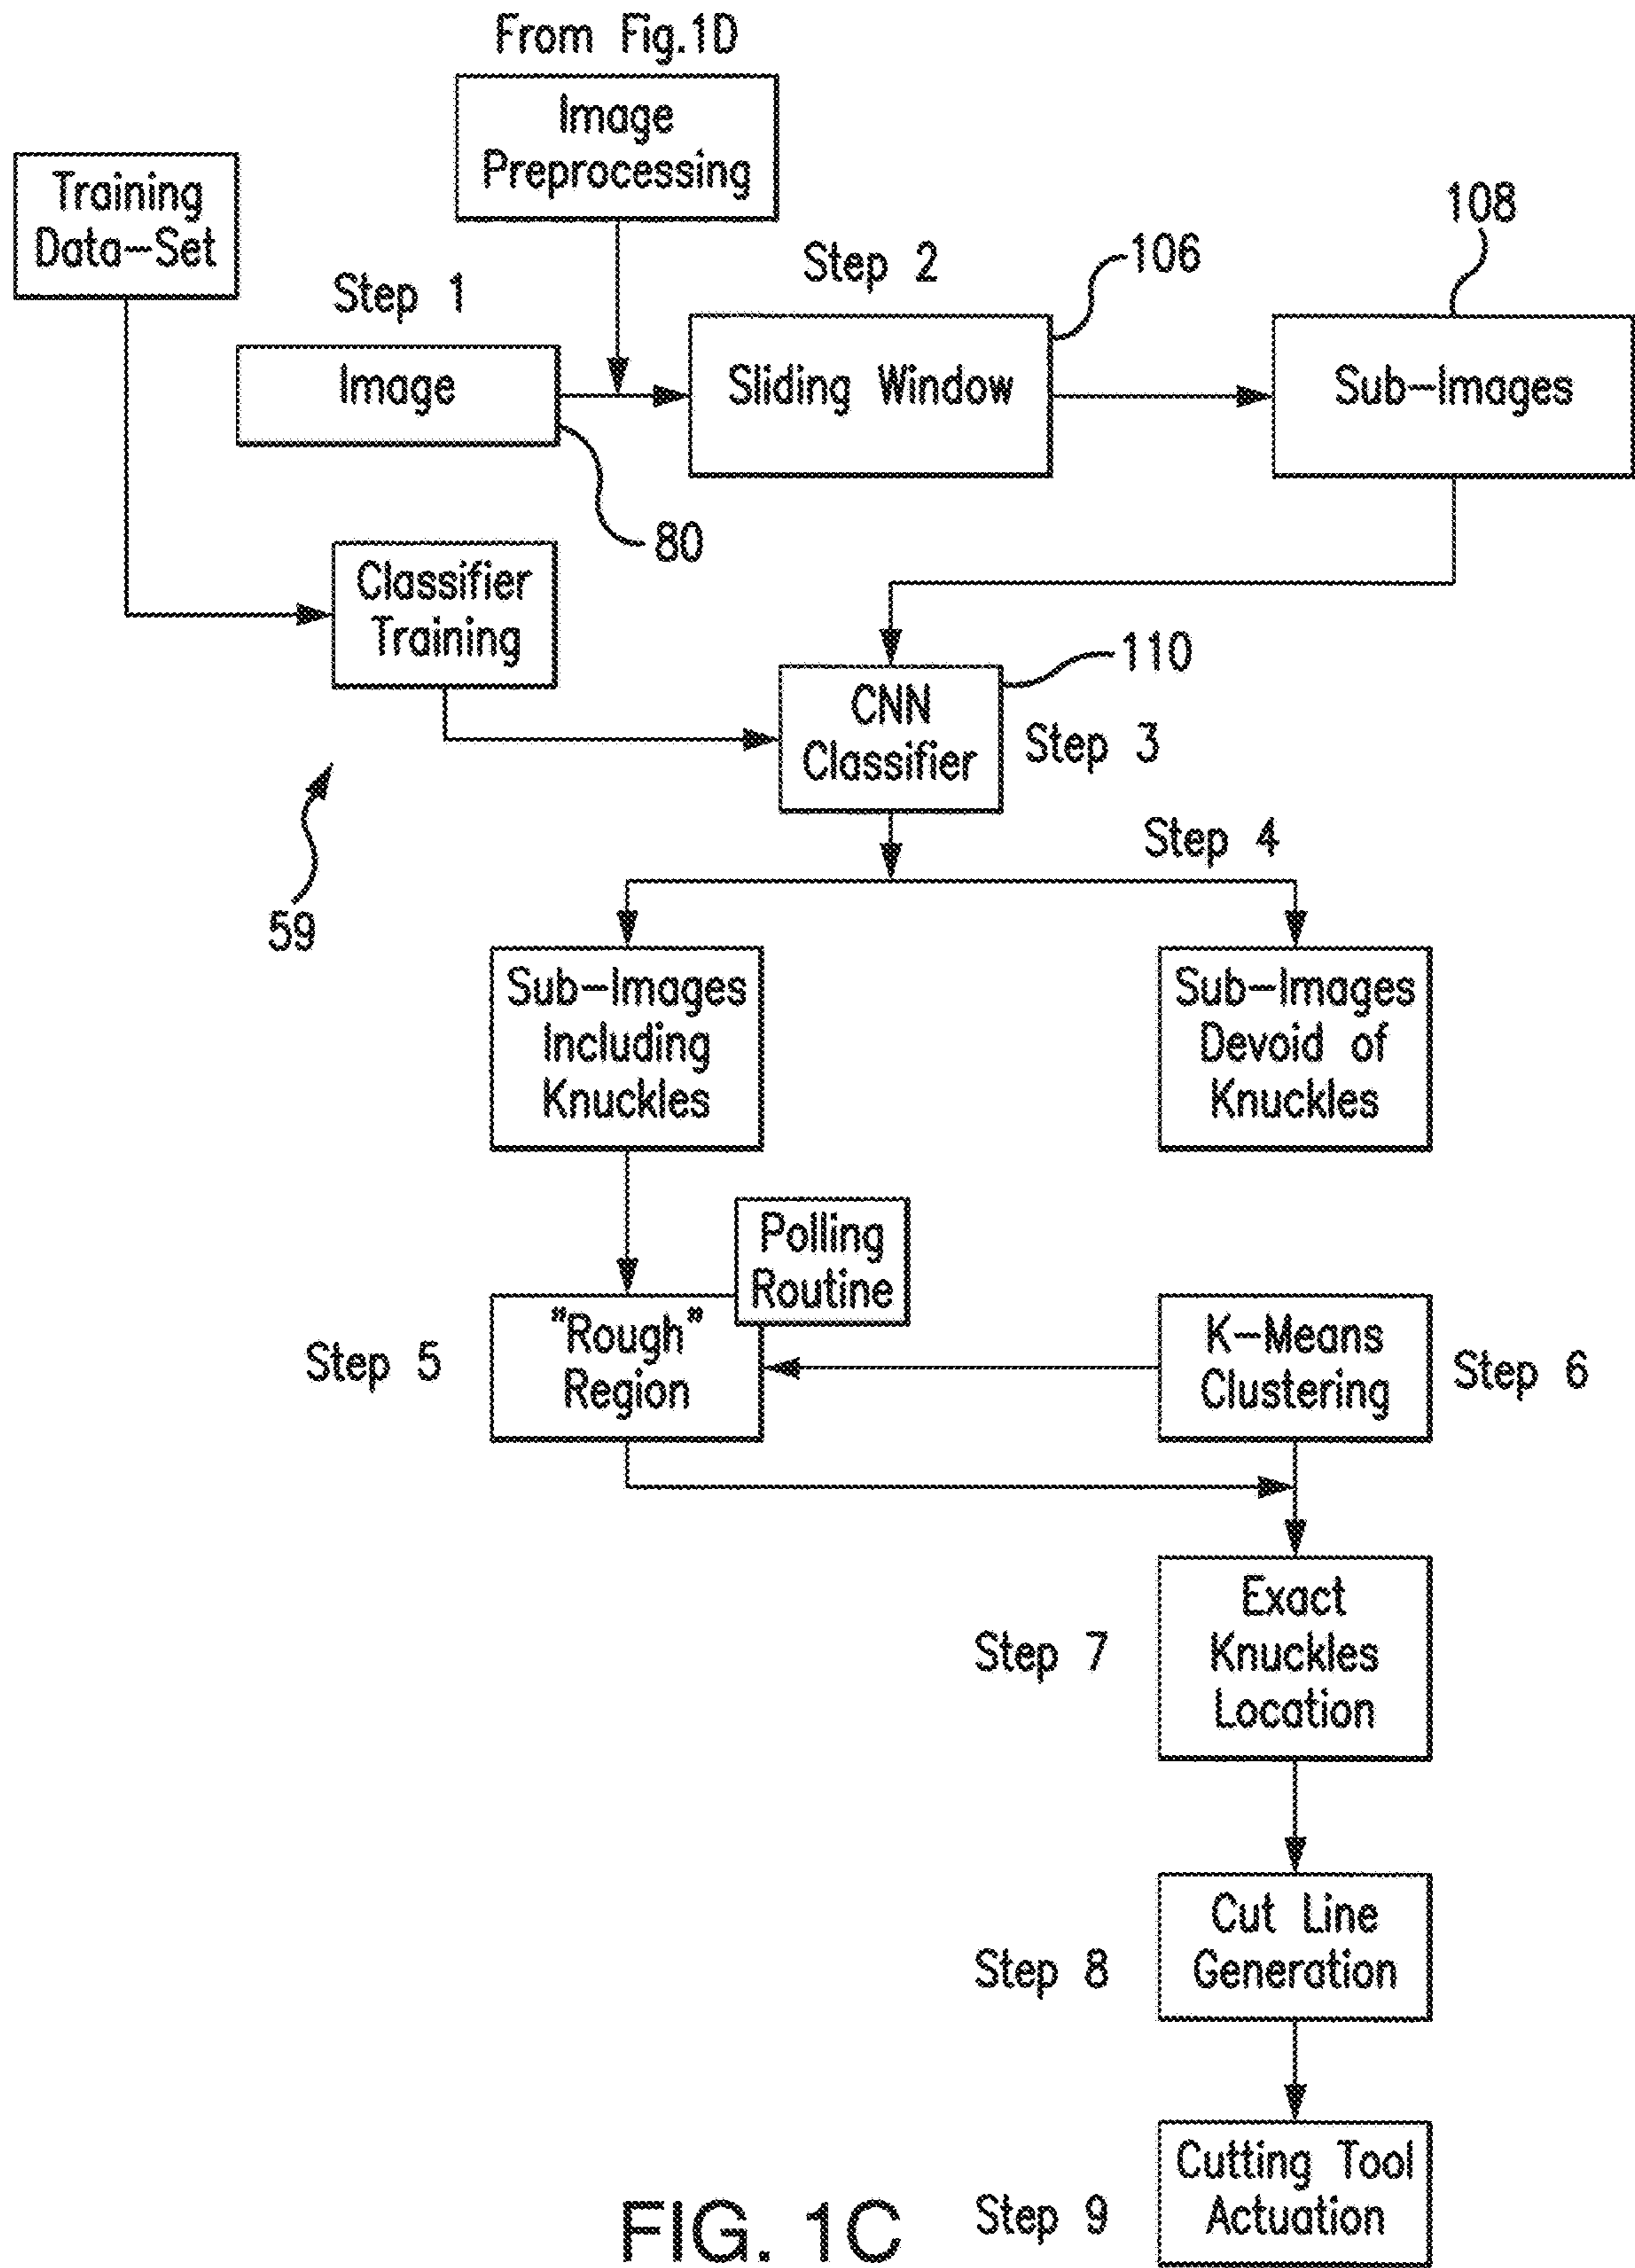 From Fig.1D
Image
Preprocessing
Training
Data-Set
Step 1
Image
80
Step 2
106
Sliding Window
108
Sub-Images
Classifier
Training
110
CNN
Classifier
Step 3
59
Step 4
Sub-Images
Including
Knuckles
Sub-Images
Devoid of
Knuckles
Polling
Routine
Step 5
"Rough"
Region
K-Means
Clustering
Step 6
Step 7
Exact
Knuckles
Location
Step 8
Cut Line
Generation
Step 9
Cutting Tool
Actuation
FIG. 1C